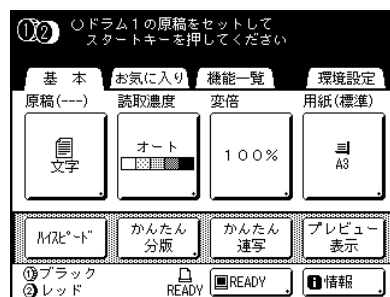 ①② ○ドラム1の原稿をセットして
スタートキーを押してください
基 本 お気に入り 機能一覧 環境設定
原稿(---) 読取濃度 変倍 用紙(標準)
文字 オート 100% A3
ﾊｲｽﾋﾟｰﾄﾞ かんたん分版 かんたん連写 プレビュー表示
①ブラック
②レッド READY READY 情報